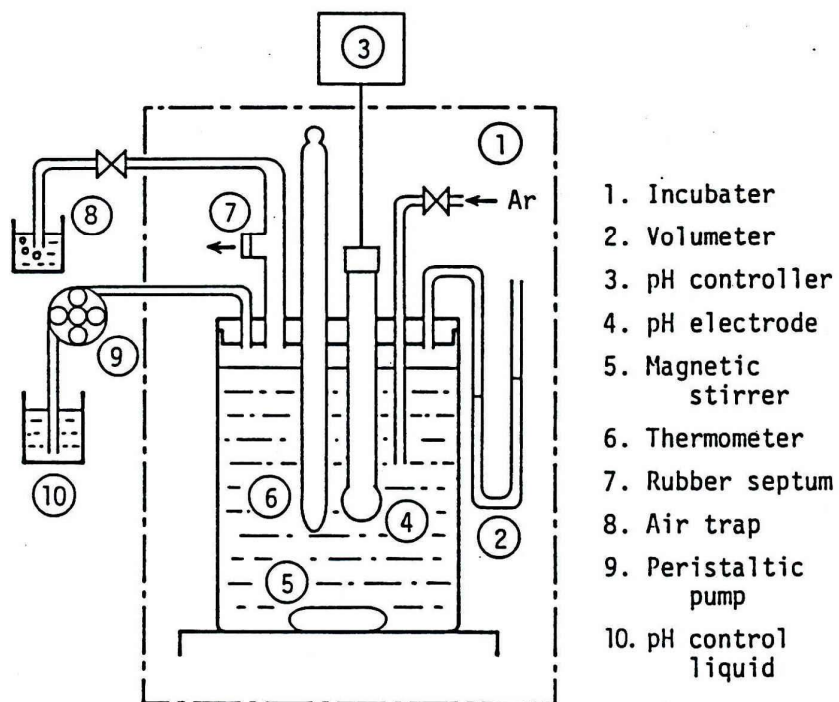 3
1
Ar
7
8
9
10
6
4
2
5
1. Incubater
2. Volumeter
3. pH controller
4. pH electrode
5. Magnetic
stirrer
6. Thermometer
7. Rubber septum
8. Air trap
9. Peristaltic
pump
10. pH control
liquid